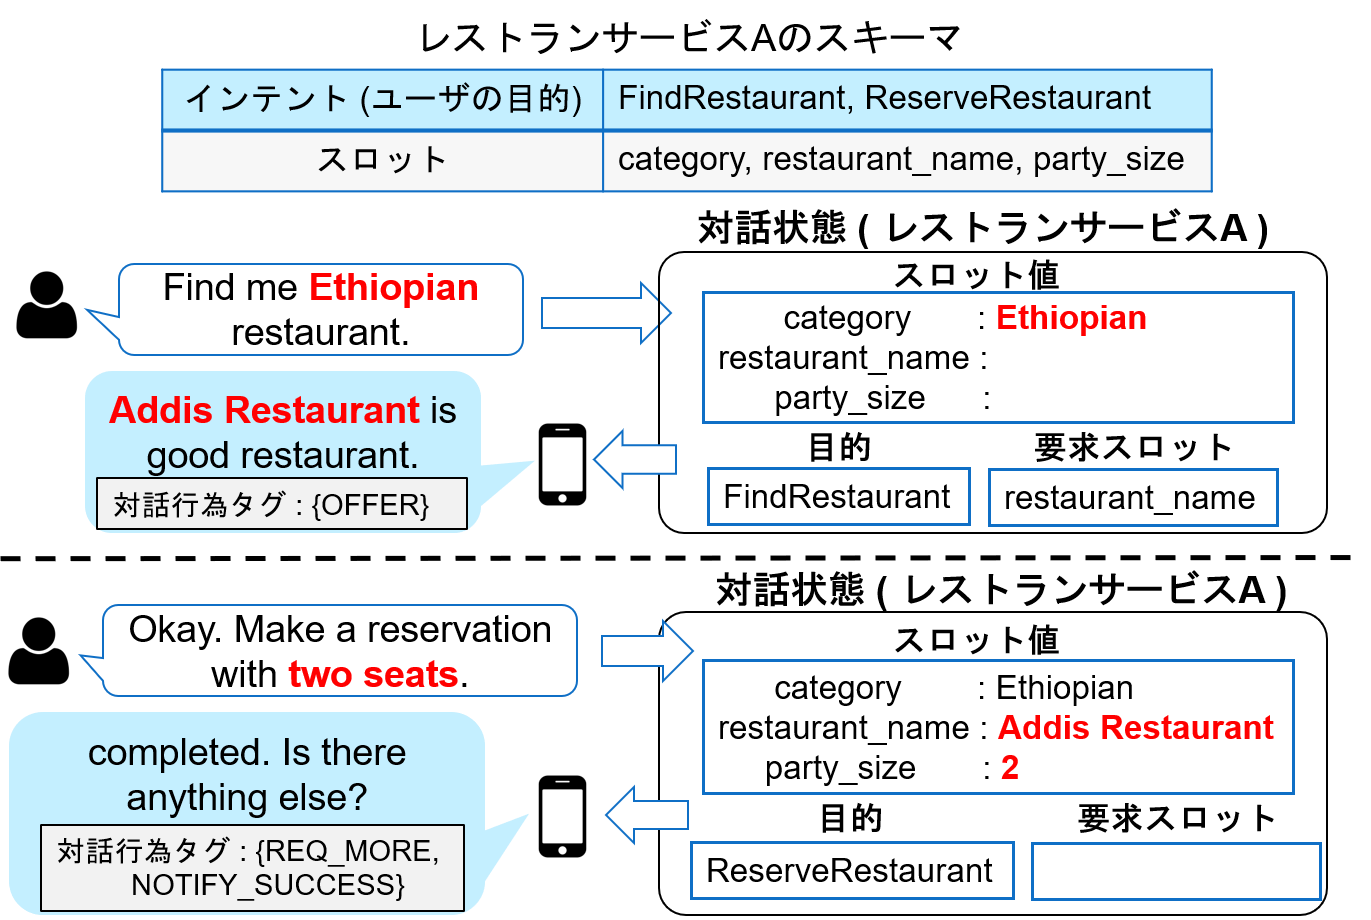 レストランサービスAのスキーマ
インテント (ユーザの目的) FindRestaurant, ReserveRestaurant
スロット category, restaurant_name, party_size
対話状態 ( レストランサービスA )
Find me Ethiopian
restaurant.
スロット値
category : Ethiopian
restaurant_name :
party_size :
Addis Restaurant is
good restaurant.
対話行為タグ : {OFFER}
目的 要求スロット
FindRestaurant restaurant_name
対話状態 ( レストランサービスA )
Okay. Make a reservation
with two seats.
スロット値
category : Ethiopian
restaurant_name : Addis Restaurant
party_size : 2
completed. Is there
anything else?
対話行為タグ : {REQ_MORE,
NOTIFY_SUCCESS}
目的 要求スロット
ReserveRestaurant